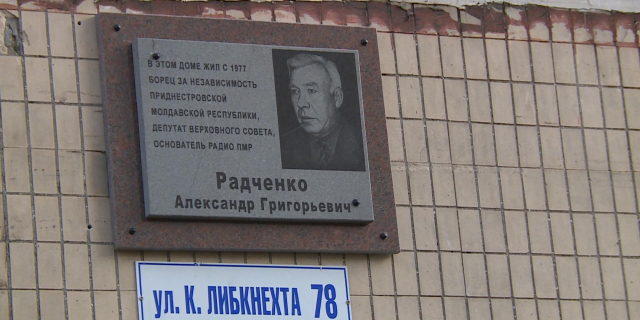 В ЭТОМ ДОМЕ ЖИЛ С 1977
БОРЕЦ ЗА НЕЗАВИСИМОСТЬ
ПРИДНЕСТРОВСКОЙ
МОЛДАВСКОЙ РЕСПУБЛИКИ,
ДЕПУТАТ ВЕРХОВНОГО СОВЕТА,
ОСНОВАТЕЛЬ РАДИО ПМР
Радченко
Александр Григорьевич
ул. К. ЛИБКНЕХТА 78